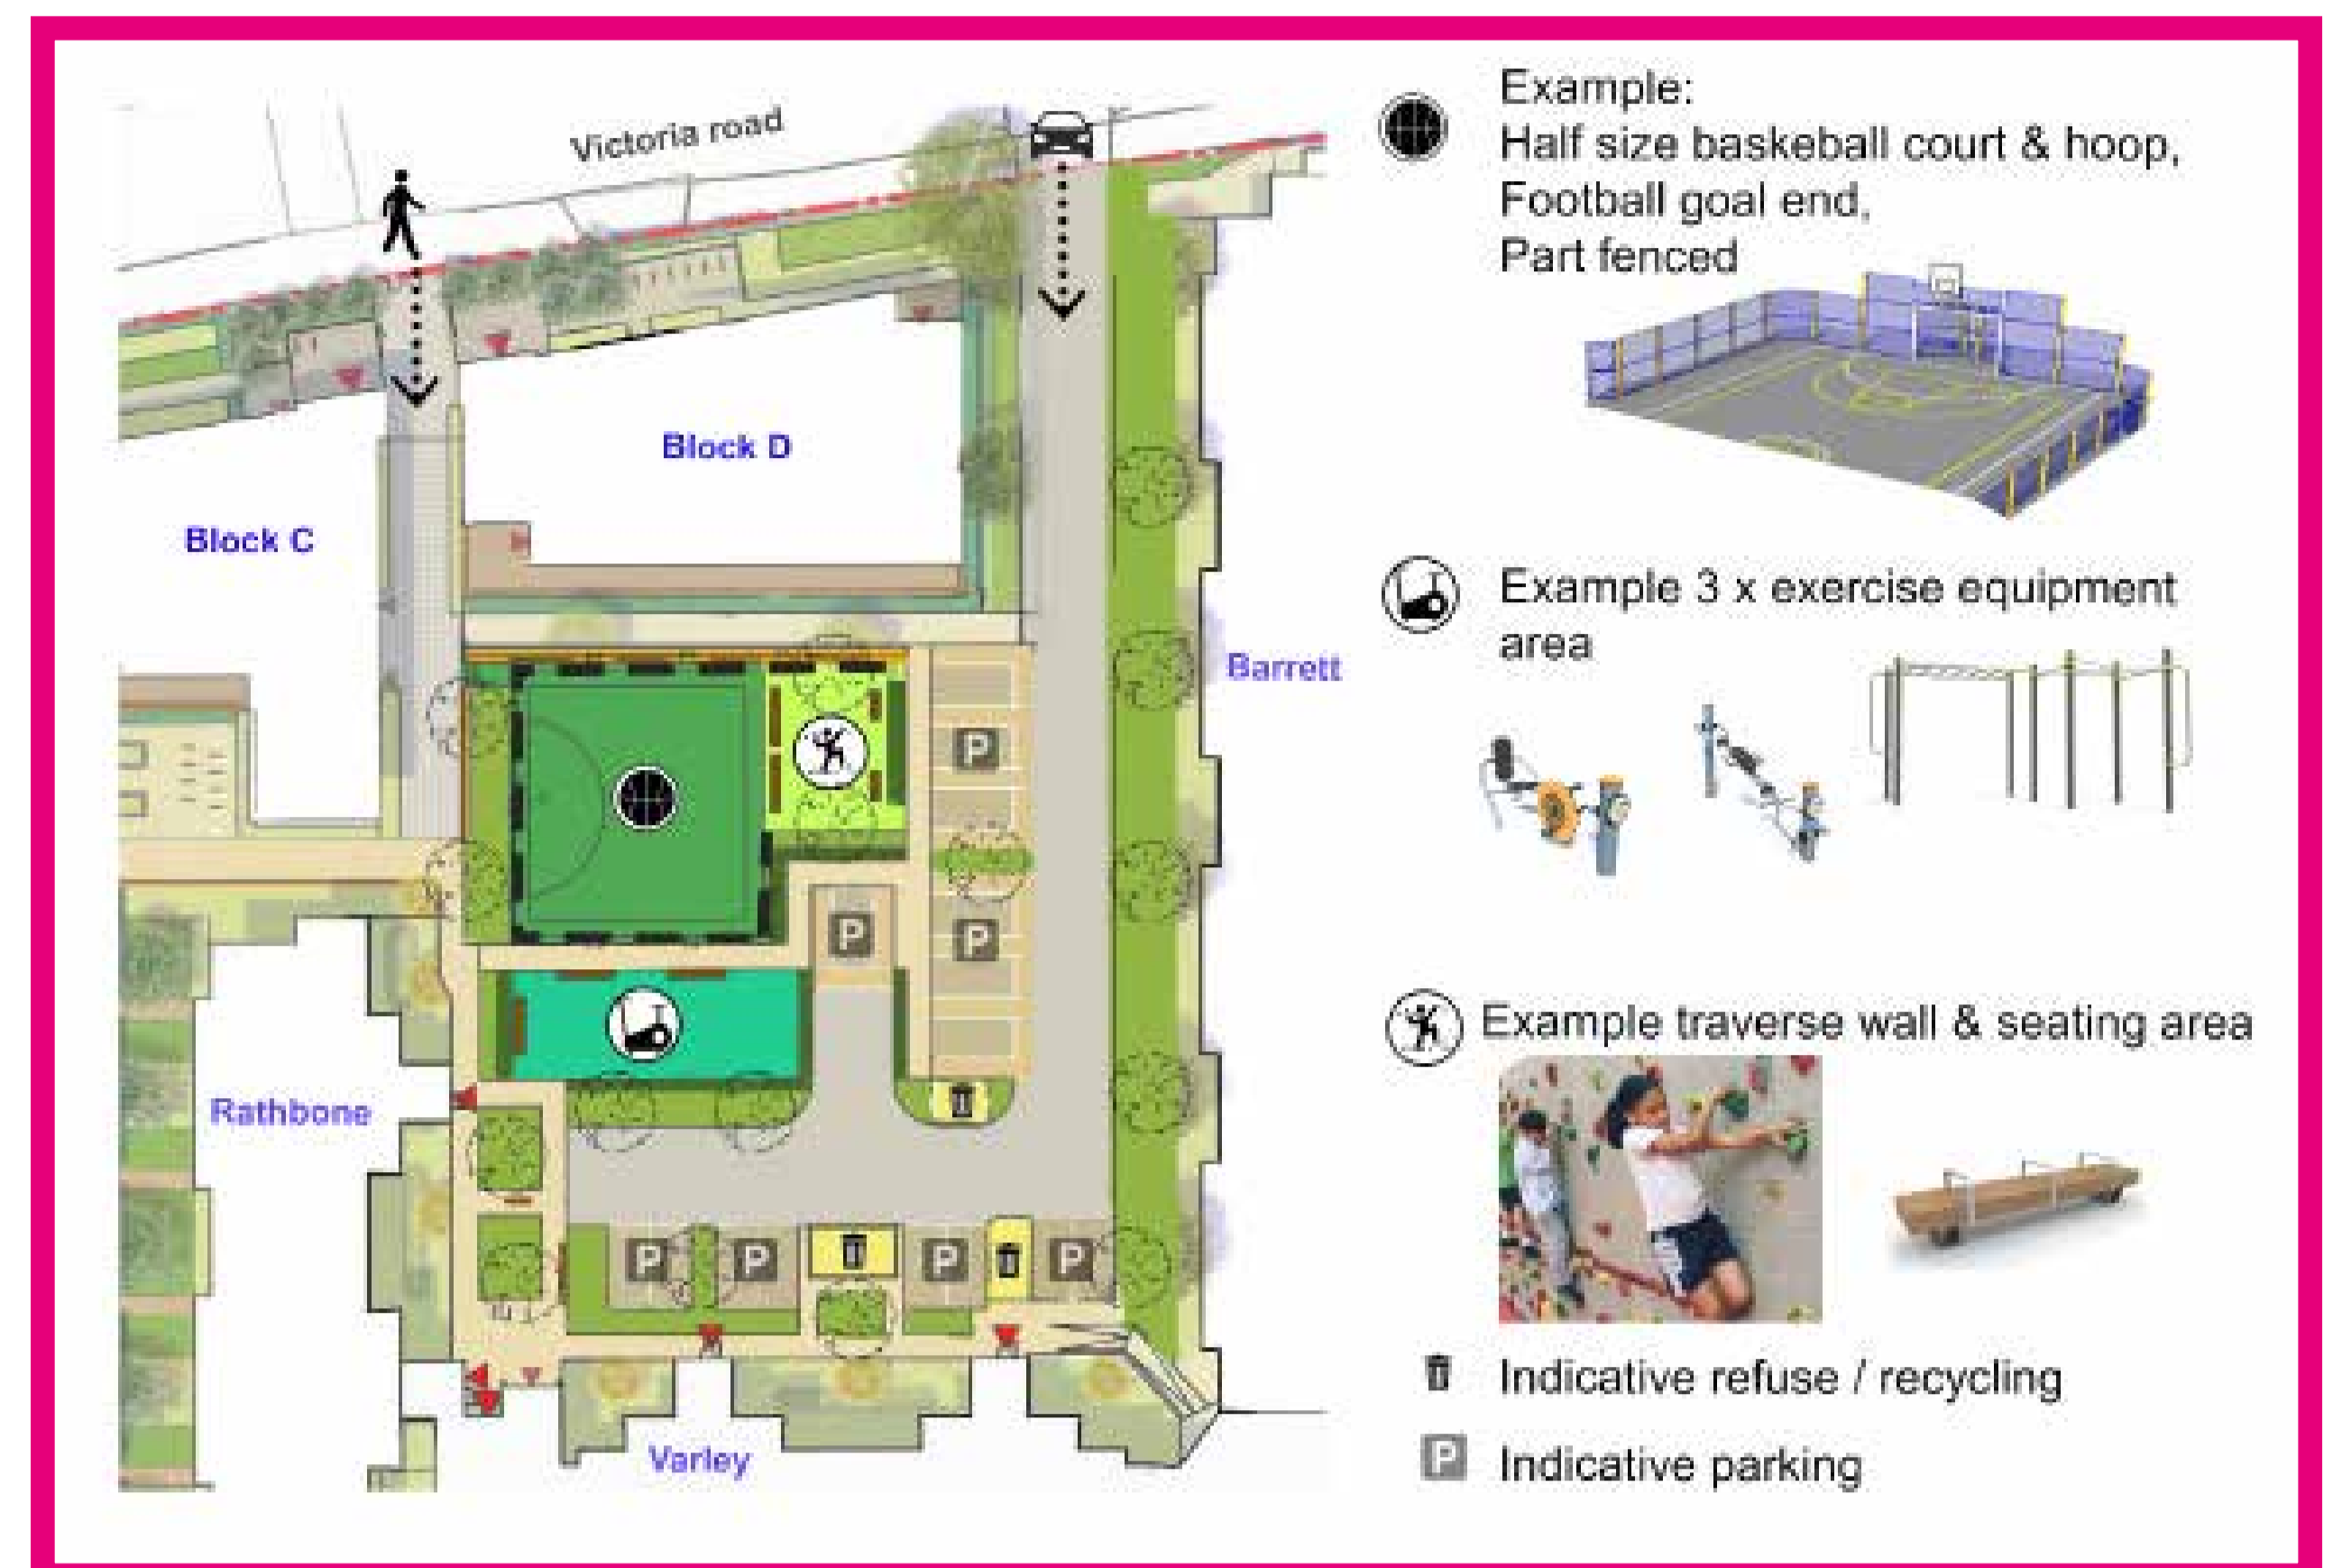 Victoria road
Block D
Block C
Barrett
P
P
P
P
Rathbone
P
P
P
P
Varley
Example:
Half size baskeball court & hoop,
Football goal end,
Part fenced
Example 3 x exercise equipment
area
Example traverse wall & seating area
Indicative refuse / recycling
P Indicative parking